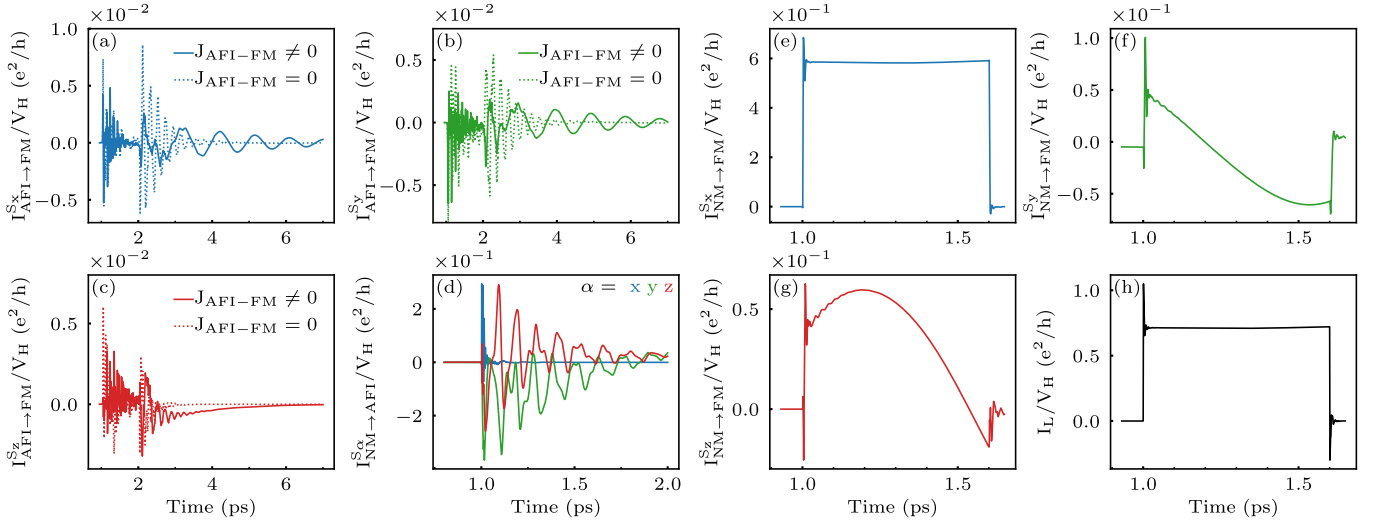 ×10⁻²
(a)
J_AFI−FM ≠ 0
J_AFI−FM = 0
1.0
0.5
0.0
−0.5
2 4 6
I^Sx_AFI→FM/V_H (e²/h)
×10⁻²
(b)
J_AFI−FM ≠ 0
J_AFI−FM = 0
0.5
0.0
−0.5
2 4 6
I^Sy_AFI→FM/V_H (e²/h)
×10⁻¹
(e)
6
4
2
0
1.0 1.5
I^Sx_NM→FM/V_H (e²/h)
×10⁻¹
(f)
1.0
0.5
0.0
−0.5
1.0 1.5
I^Sy_NM→FM/V_H (e²/h)
×10⁻²
(c)
J_AFI−FM ≠ 0
J_AFI−FM = 0
0.5
0.0
2 4 6
Time (ps)
I^Sz_AFI→FM/V_H (e²/h)
×10⁻¹
(d)
α = x y z
2
0
−2
1.0 1.5 2.0
Time (ps)
I^Sα_NM→AFI/V_H (e²/h)
×10⁻¹
(g)
0.5
0.0
1.0 1.5
Time (ps)
I^Sz_NM→FM/V_H (e²/h)
(h)
1.0
0.5
0.0
1.0 1.5
Time (ps)
I_L/V_H (e²/h)